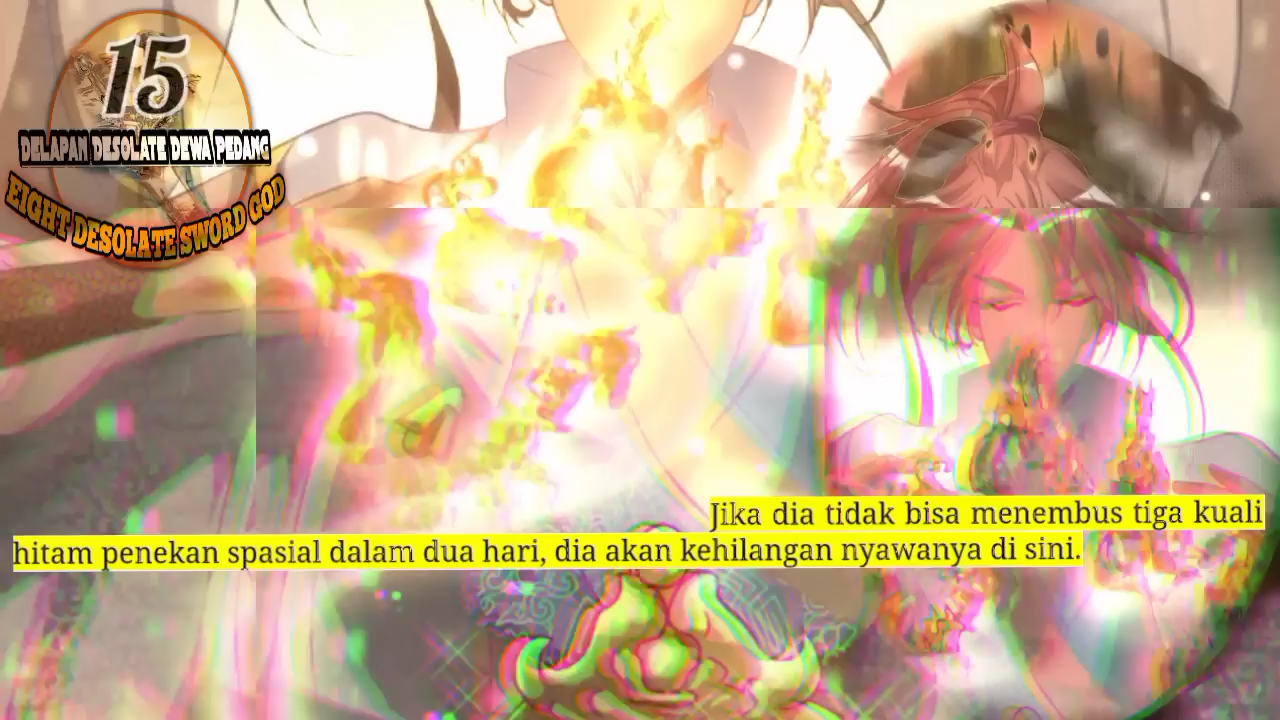 15
DELAPAN DESOLATE DEWA PEDANG
EIGHT DESOLATE SWORD GOD
Jika dia tidak bisa menembus tiga kuali
hitam penekan spasial dalam dua hari, dia akan kehilangan nyawanya di sini.